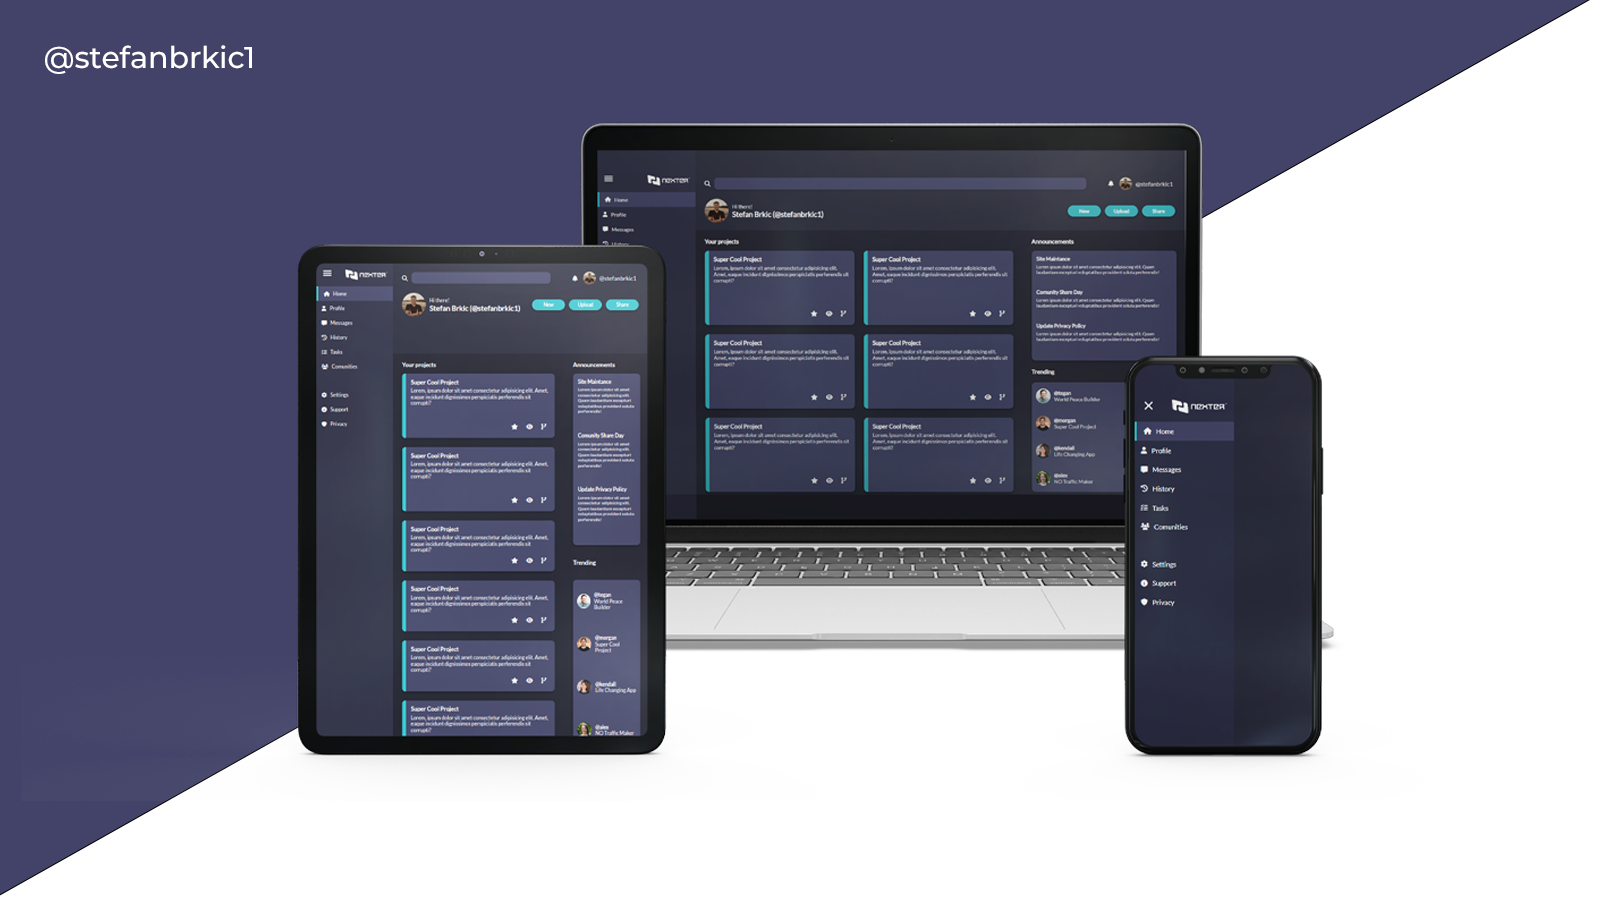 @stefanbrkic1
NEXTER
@stefanbrkic1
Home
Profile
Messages
History
Hi there!
Stefan Brkic (@stefanbrkic1)
New
Upload
Share
Your projects
Super Cool Project
Lorem, ipsum dolor sit amet consectetur adipisicing elit.
Amet, eaque incidunt dignissimos perspiciatis perferendis sit
corrupti?
Super Cool Project
Lorem, ipsum dolor sit amet consectetur adipisicing elit.
Amet, eaque incidunt dignissimos perspiciatis perferendis sit
corrupti?
Super Cool Project
Lorem, ipsum dolor sit amet consectetur adipisicing elit.
Amet, eaque incidunt dignissimos perspiciatis perferendis sit
corrupti?
Super Cool Project
Lorem, ipsum dolor sit amet consectetur adipisicing elit.
Amet, eaque incidunt dignissimos perspiciatis perferendis sit
corrupti?
Super Cool Project
Lorem, ipsum dolor sit amet consectetur adipisicing elit.
Amet, eaque incidunt dignissimos perspiciatis perferendis sit
corrupti?
Super Cool Project
Lorem, ipsum dolor sit amet consectetur adipisicing elit.
Amet, eaque incidunt dignissimos perspiciatis perferendis sit
corrupti?
Announcements
Site Maintance
Lorem ipsum dolor sit amet consectetur adipisicing elit. Quam
laudantium excepturi voluptatibus provident soluta perferendis!
Comunity Share Day
Lorem ipsum dolor sit amet consectetur adipisicing elit. Quam
laudantium excepturi voluptatibus provident soluta perferendis!
Update Privacy Policy
Lorem ipsum dolor sit amet consectetur adipisicing elit. Quam
laudantium excepturi voluptatibus provident soluta perferendis!
Trending
@tegan
World Peace Builder
@morgan
Super Cool Project
@kendall
Life Changing App
@alex
NO Traffic Maker
NEXTER
@stefanbrkic1
Home
Profile
Messages
History
Tasks
Comunities
Settings
Support
Privacy
Hi there!
Stefan Brkic (@stefanbrkic1)
New
Upload
Share
Your projects
Super Cool Project
Lorem, ipsum dolor sit amet consectetur adipisicing elit. Amet,
eaque incidunt dignissimos perspiciatis perferendis sit
corrupti?
Super Cool Project
Lorem, ipsum dolor sit amet consectetur adipisicing elit. Amet,
eaque incidunt dignissimos perspiciatis perferendis sit
corrupti?
Super Cool Project
Lorem, ipsum dolor sit amet consectetur adipisicing elit. Amet,
eaque incidunt dignissimos perspiciatis perferendis sit
corrupti?
Super Cool Project
Lorem, ipsum dolor sit amet consectetur adipisicing elit. Amet,
eaque incidunt dignissimos perspiciatis perferendis sit
corrupti?
Super Cool Project
Lorem, ipsum dolor sit amet consectetur adipisicing elit. Amet,
eaque incidunt dignissimos perspiciatis perferendis sit
corrupti?
Super Cool Project
Lorem, ipsum dolor sit amet consectetur adipisicing elit. Amet,
eaque incidunt dignissimos perspiciatis perferendis sit
corrupti?
Announcements
Site Maintance
Lorem ipsum dolor sit amet
consectetur adipisicing elit.
Quam laudantium excepturi
voluptatibus provident soluta
perferendis!
Comunity Share Day
Lorem ipsum dolor sit amet
consectetur adipisicing elit.
Quam laudantium excepturi
voluptatibus provident soluta
perferendis!
Update Privacy Policy
Lorem ipsum dolor sit amet
consectetur adipisicing elit.
Quam laudantium excepturi
voluptatibus provident soluta
perferendis!
Trending
@tegan
World Peace
Builder
@morgan
Super Cool
Project
@kendall
Life Changing App
@alex
NO Traffic Maker
NEXTER
Home
Profile
Messages
History
Tasks
Comunities
Settings
Support
Privacy